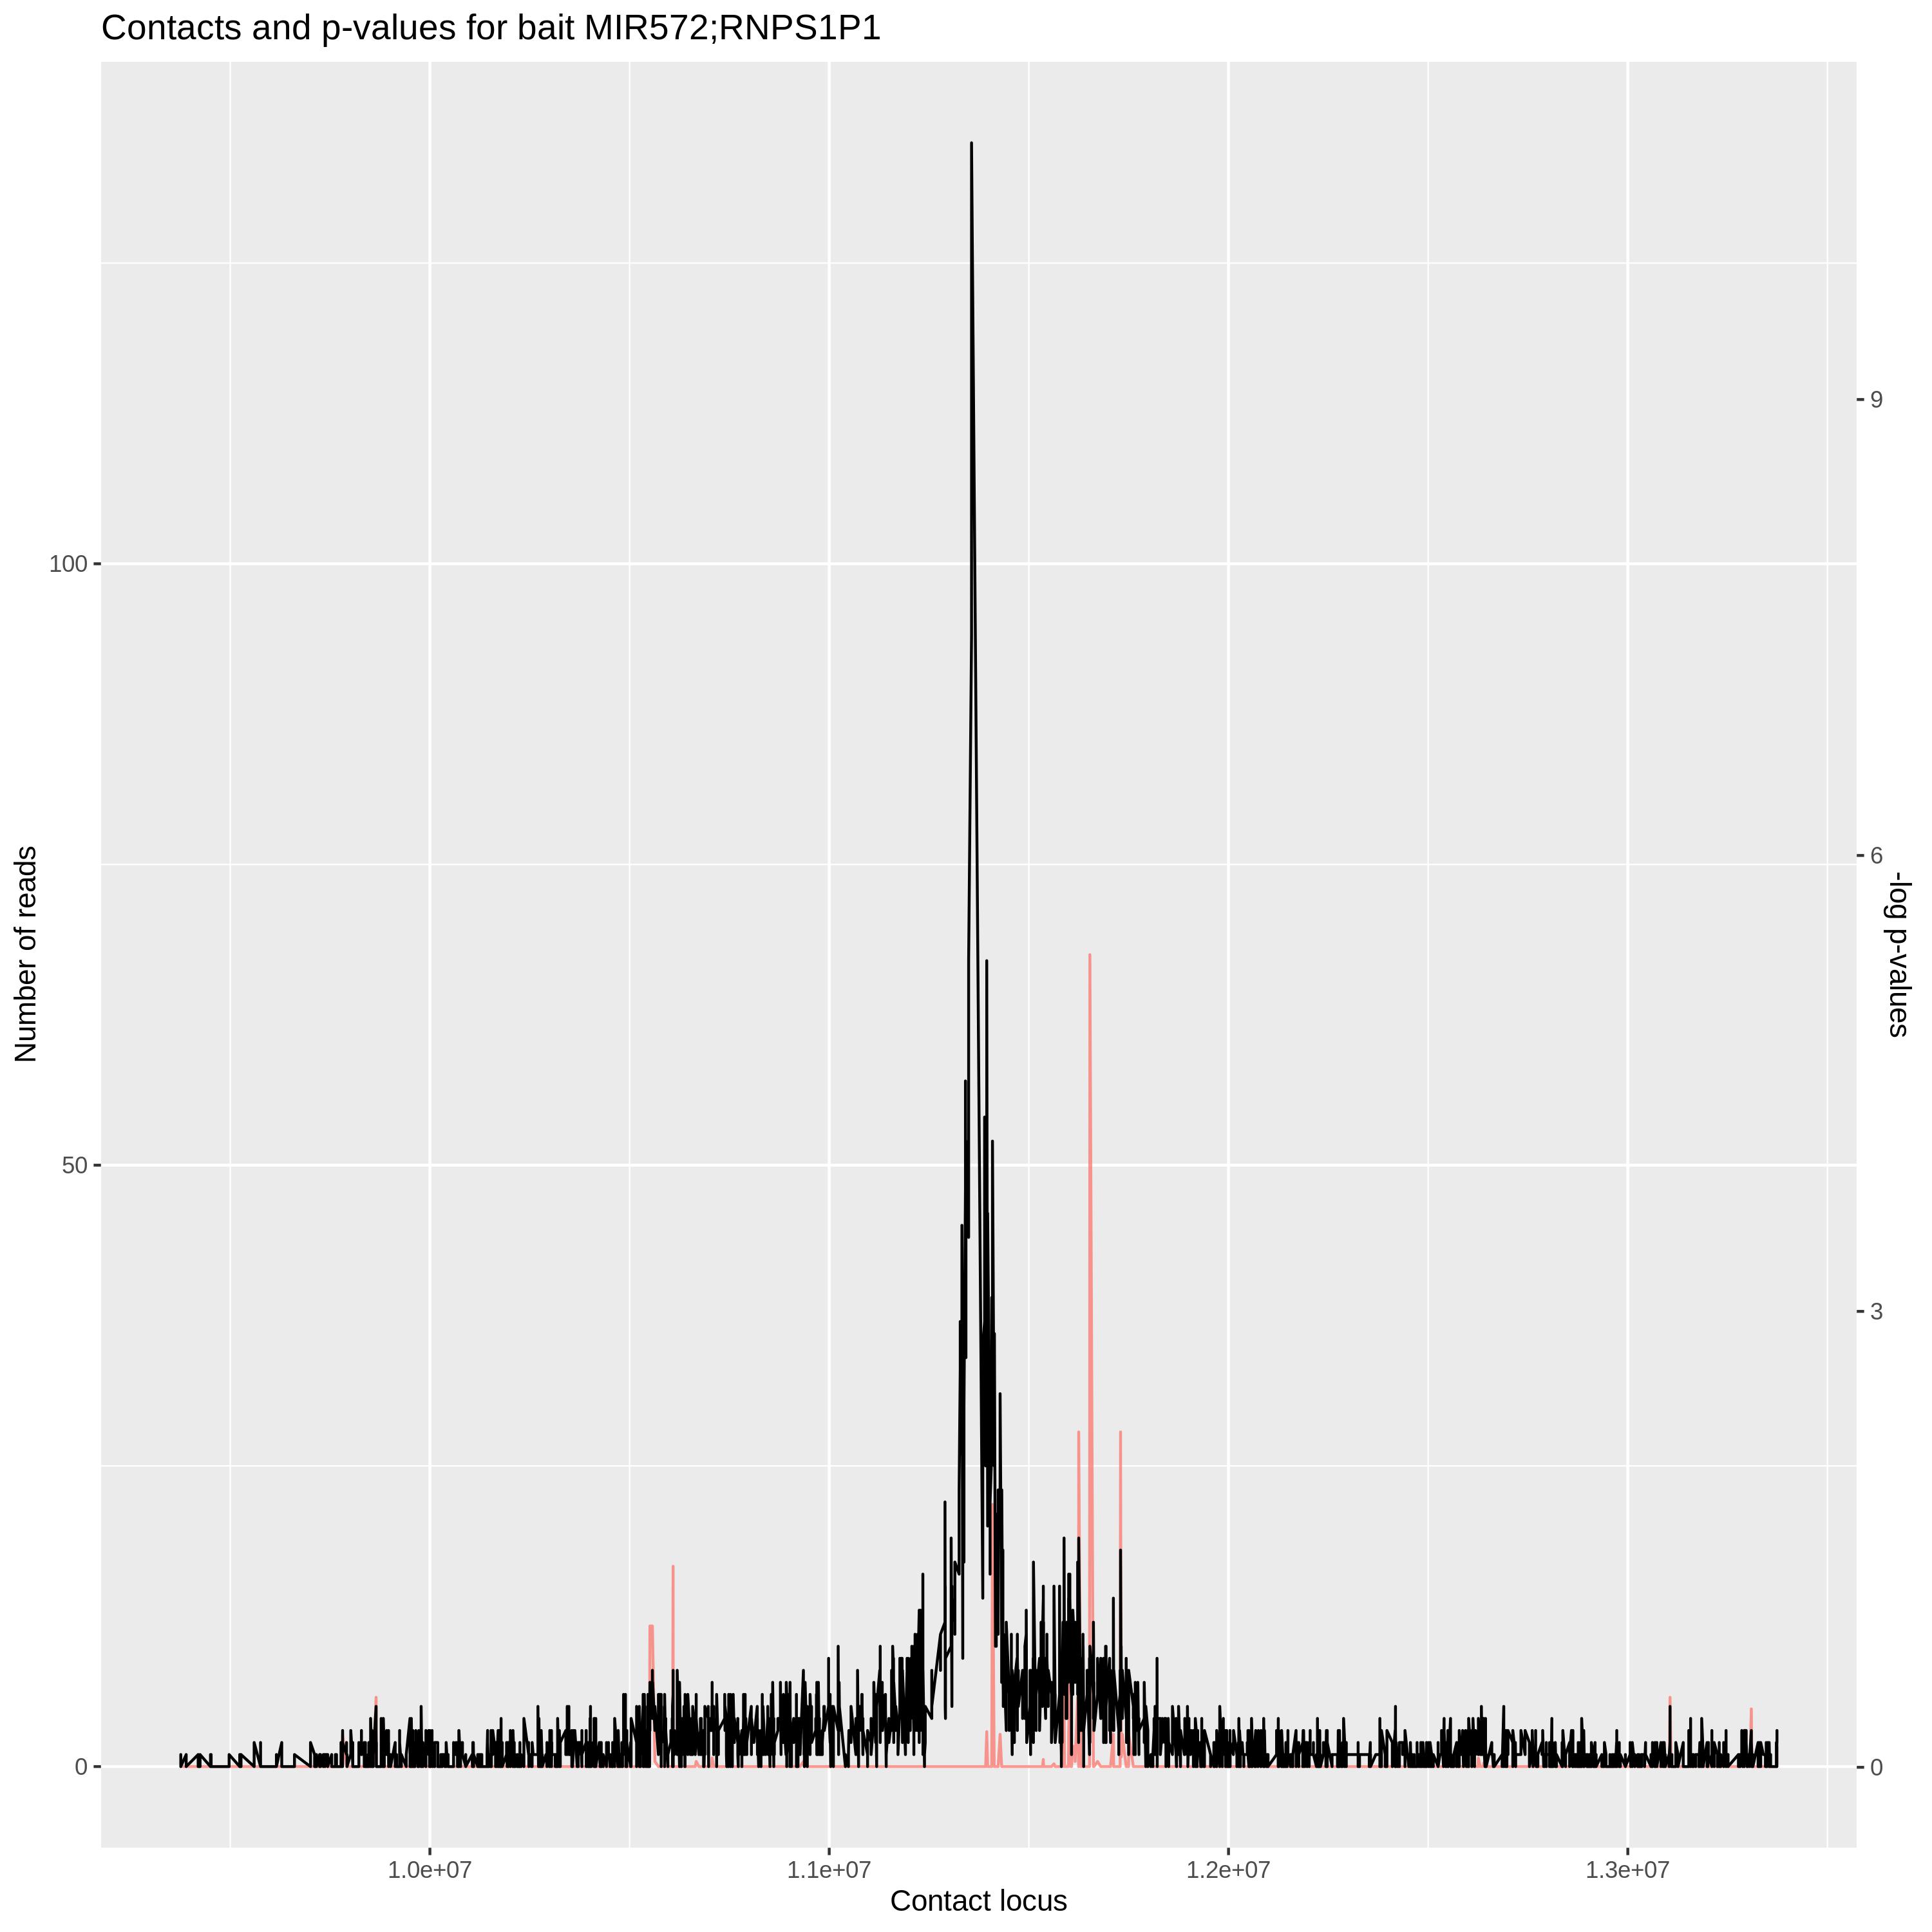 Contacts and p-values for bait MIR572;RNPS1P1
Number of reads
100
50
0
9
6
3
0
-log p-values
1.0e+07
1.1e+07
1.2e+07
1.3e+07
Contact locus